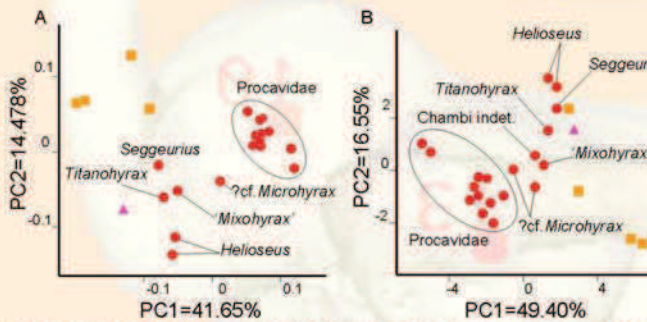 A
0.1
0
-0.1
-0.1
0
0.1
PC2=14.478%
PC1=41.65%
Procavidae
Seggeurius
Titanohyrax
?cf. Microhyrax
'Mixohyrax'
Helioseus
B
2
0
-2
-4
0
4
PC2=16.55%
PC1=49.40%
Helioseus
Seggeurius
Titanohyrax
Chambi indet.
'Mixohyrax'
?cf. Microhyrax
Procavidae